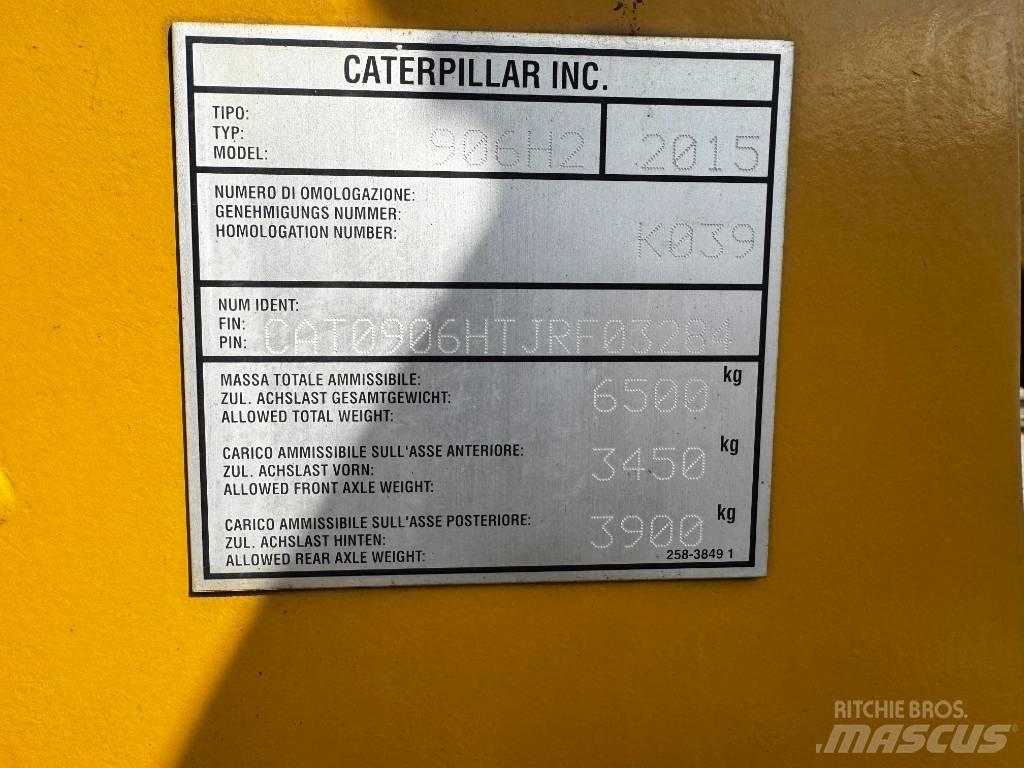 CATERPILLAR INC.
TIPO:
TYP:
MODEL: 906H2 2015
NUMERO DI OMOLOGAZIONE:
GENEHMIGUNGS NUMMER:
HOMOLOGATION NUMBER: K039
NUM IDENT:
FIN:
PIN: CAT0906HTJRF03284
MASSA TOTALE AMMISSIBILE: kg
ZUL. ACHSLAST GESAMTGEWICHT: 6500
ALLOWED TOTAL WEIGHT:
CARICO AMMISSIBILE SULL'ASSE ANTERIORE: kg
ZUL. ACHSLAST VORN: 3450
ALLOWED FRONT AXLE WEIGHT:
CARICO AMMISSIBILE SULL'ASSE POSTERIORE: kg
ZUL. ACHSLAST HINTEN: 3900
ALLOWED REAR AXLE WEIGHT: 258-3849 1
RITCHIE BROS.
MASCUS